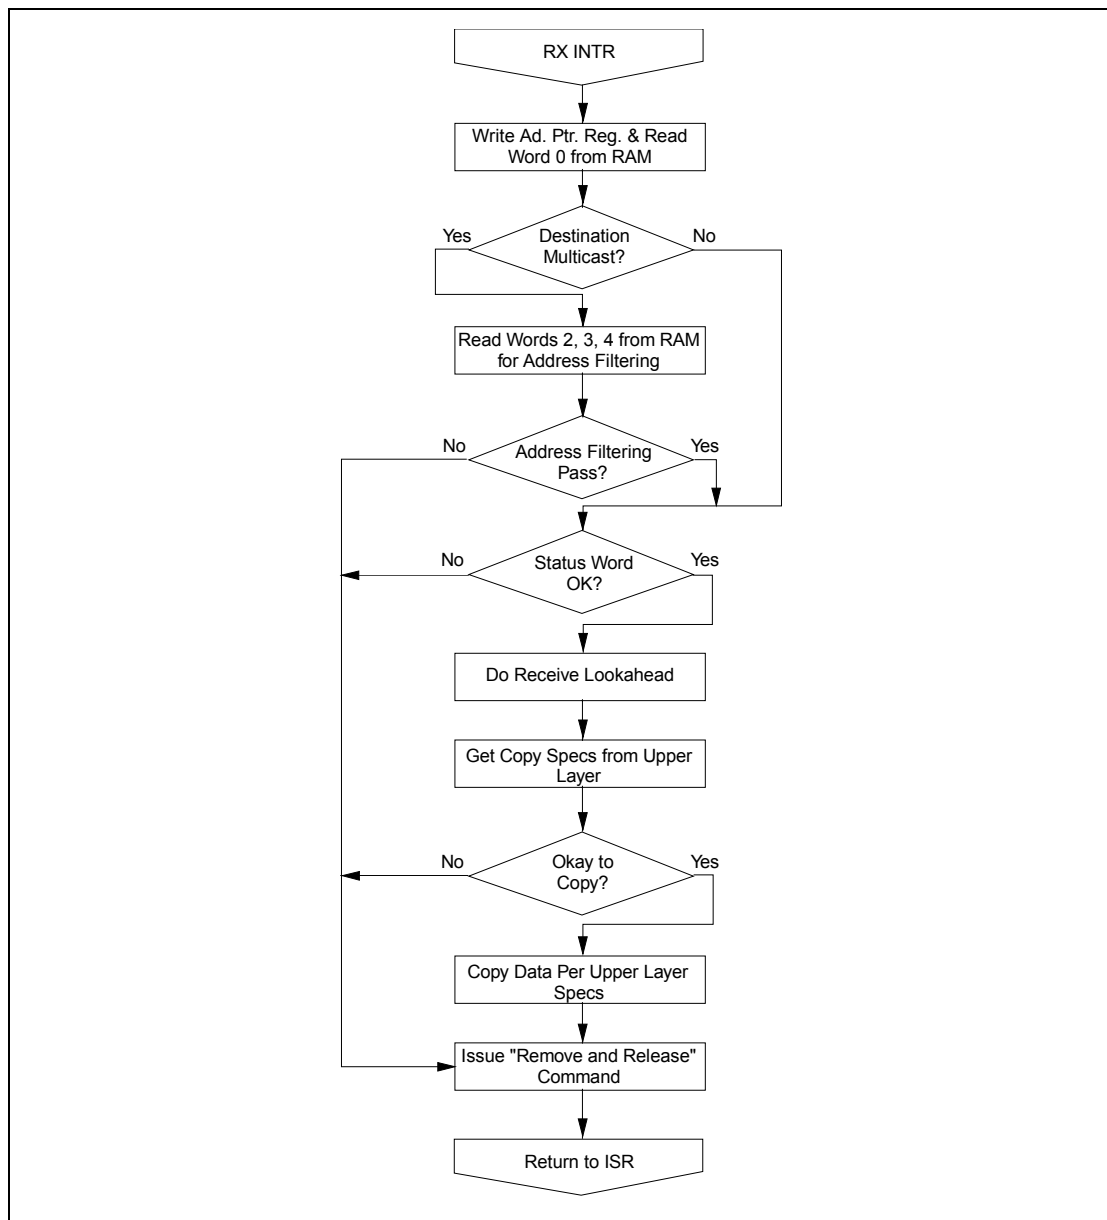 RX INTR
Write Ad. Ptr. Reg. & Read
Word 0 from RAM
Yes
Destination
Multicast?
No
Read Words 2, 3, 4 from RAM
for Address Filtering
No
Address Filtering
Pass?
Yes
No
Status Word
OK?
Yes
Do Receive Lookahead
Get Copy Specs from Upper
Layer
No
Okay to
Copy?
Yes
Copy Data Per Upper Layer
Specs
Issue "Remove and Release"
Command
Return to ISR